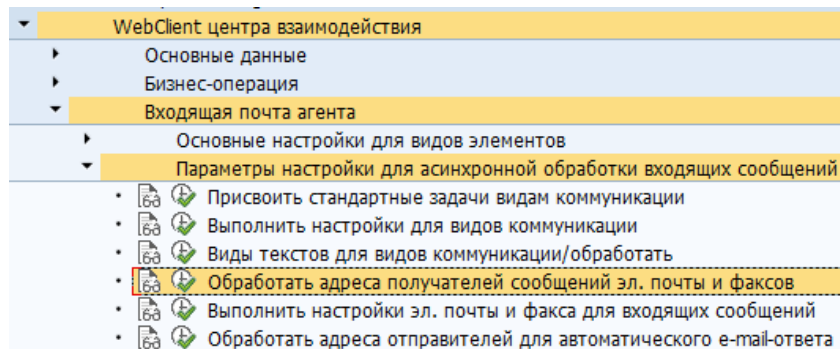 WebClient центра взаимодействия
Основные данные
Бизнес-операция
Входящая почта агента
Основные настройки для видов элементов
Параметры настройки для асинхронной обработки входящих сообщений
Присвоить стандартные задачи видам коммуникации
Выполнить настройки для видов коммуникации
Виды текстов для видов коммуникации/обработать
Обработать адреса получателей сообщений эл. почты и факсов
Выполнить настройки эл. почты и факса для входящих сообщений
Обработать адреса отправителей для автоматического e-mail-ответа